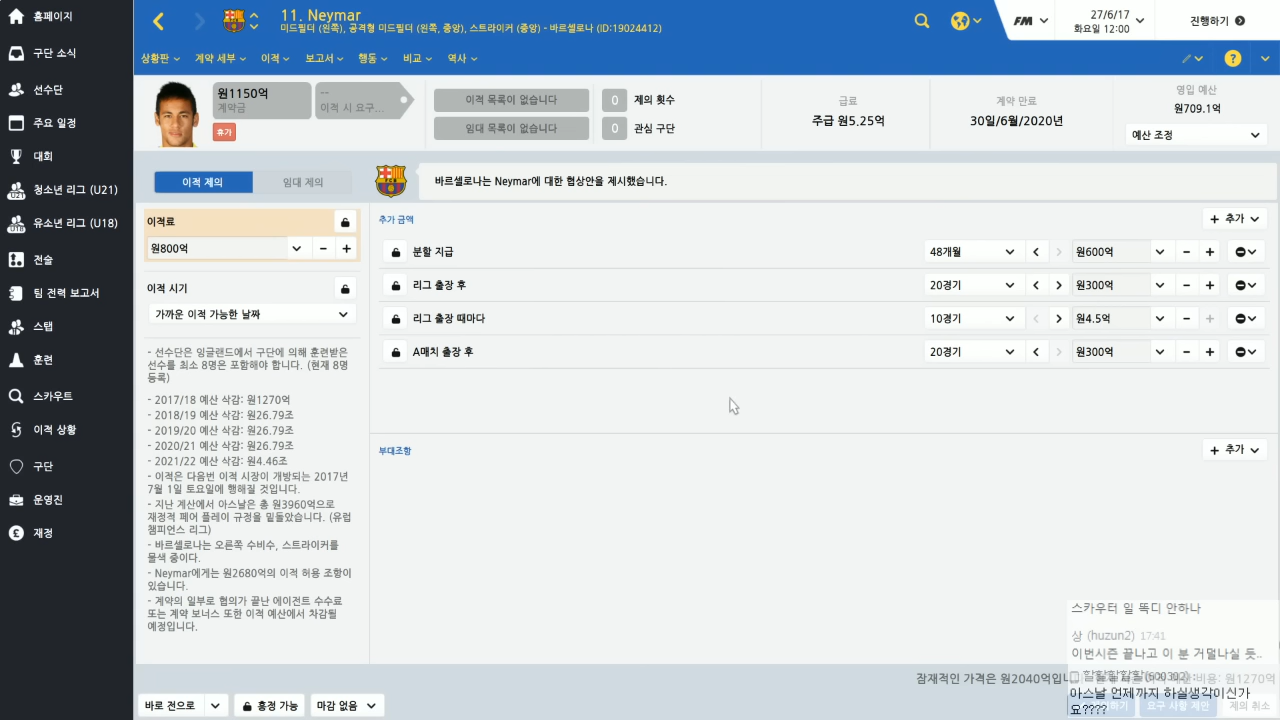 홈페이지
구단 소식
선수단
주요 일정
대회
청소년 리그 (U21)
유소년 리그 (U18)
전술
팀 전력 보고서
스탭
훈련
스카우트
이적 상황
구단
운영진
재정
11. Neymar
미드필더 (왼쪽), 공격형 미드필더 (왼쪽, 중앙), 스트라이커 (중앙) - 바르셀로나 (ID:19024412)
FM
27/6/17
화요일 12:00
진행하기
상황판 계약 세부 이적 보고서 행동 비교 역사
원1150억
계약금
--
이적 시 요구...
휴가
이적 목록이 없습니다
임대 목록이 없습니다
0 제의 횟수
0 관심 구단
급료
주급 원5.25억
계약 만료
30일/6월/2020년
영입 예산
원709.1억
예산 조정
이적 제의 임대 제의
바르셀로나는 Neymar에 대한 협상안을 제시했습니다.
이적료
원800억
이적 시기
가까운 이적 가능한 날짜
- 선수단은 잉글랜드에서 구단에 의해 훈련받은
선수를 최소 8명은 포함해야 합니다. (현재 8명
등록)
- 2017/18 예산 삭감: 원1270억
- 2018/19 예산 삭감: 원26.79조
- 2019/20 예산 삭감: 원26.79조
- 2020/21 예산 삭감: 원26.79조
- 2021/22 예산 삭감: 원4.46조
- 이적은 다음번 이적 시장이 개방되는 2017년
7월 1일 토요일에 행해질 것입니다.
- 지난 계산에서 아스날은 총 원3960억으로
재정적 페어 플레이 규정을 밑돌았습니다. (유럽
챔피언스 리그)
- 바르셀로나는 오른쪽 수비수, 스트라이커를
물색 중이다.
- Neymar에게는 원2680억의 이적 허용 조항이
있습니다.
- 계약의 일부로 협의가 끝난 에이전트 수수료
또는 계약 보너스 또한 이적 예산에서 차감될
예정입니다.
추가 금액
+ 추가
분할 지급 48개월 원600억
리그 출장 후 20경기 원300억
리그 출장 때마다 10경기 원4.5억
A매치 출장 후 20경기 원300억
부대조항
+ 추가
스카우터 일 똑디 안하나
상 (huzun2) 17:41
이번시즌 끝나고 이 분 거덜나실 듯..
잠재적인 가격은 원2040억입니
비용: 원1270억
아스날 언제까지 하실생각이신가
요????
바로 전으로
흥정 가능
마감 없음
요구 사항 제안
제의 취소